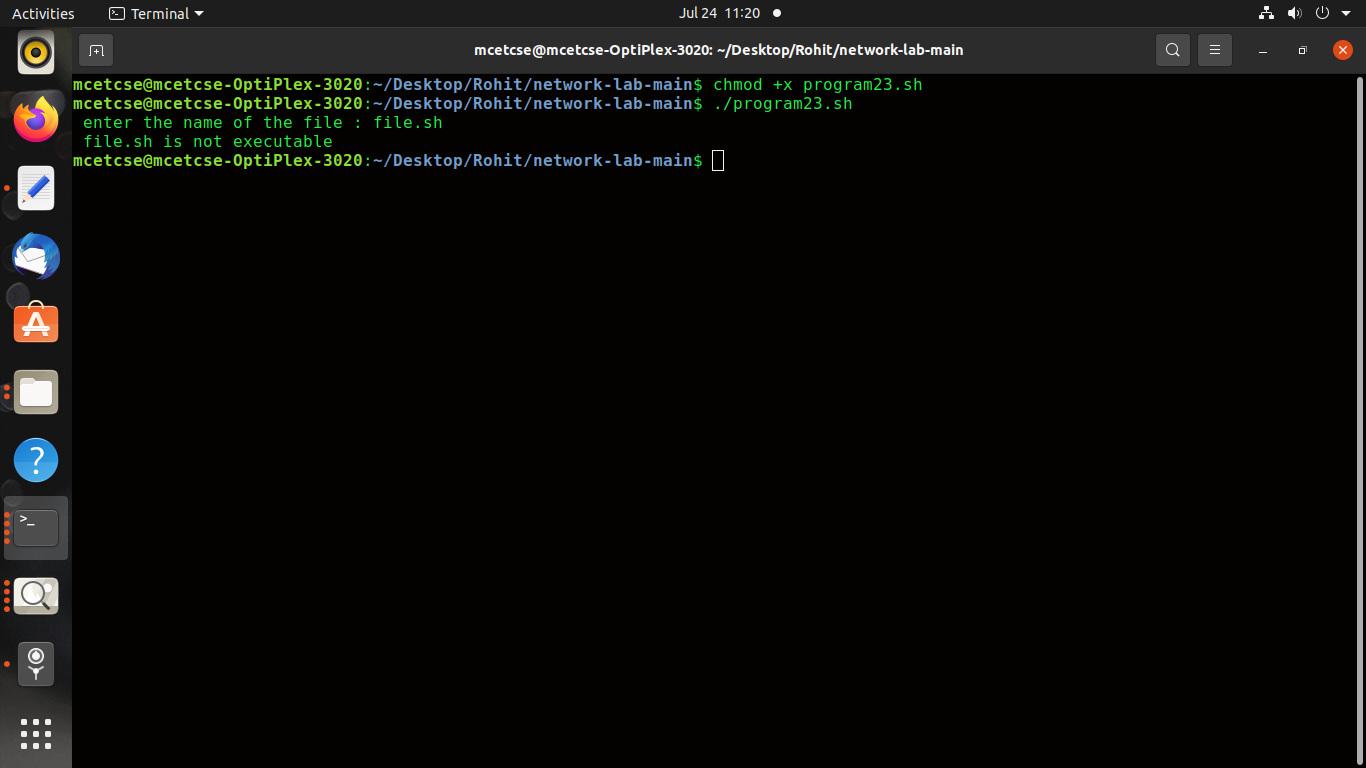 Activities
Terminal
Jul 24 11:20
mcetcse@mcetcse-OptiPlex-3020: ~/Desktop/Rohit/network-lab-main
mcetcse@mcetcse-OptiPlex-3020:~/Desktop/Rohit/network-lab-main$ chmod +x program23.sh
mcetcse@mcetcse-OptiPlex-3020:~/Desktop/Rohit/network-lab-main$ ./program23.sh
enter the name of the file : file.sh
file.sh is not executable
mcetcse@mcetcse-OptiPlex-3020:~/Desktop/Rohit/network-lab-main$